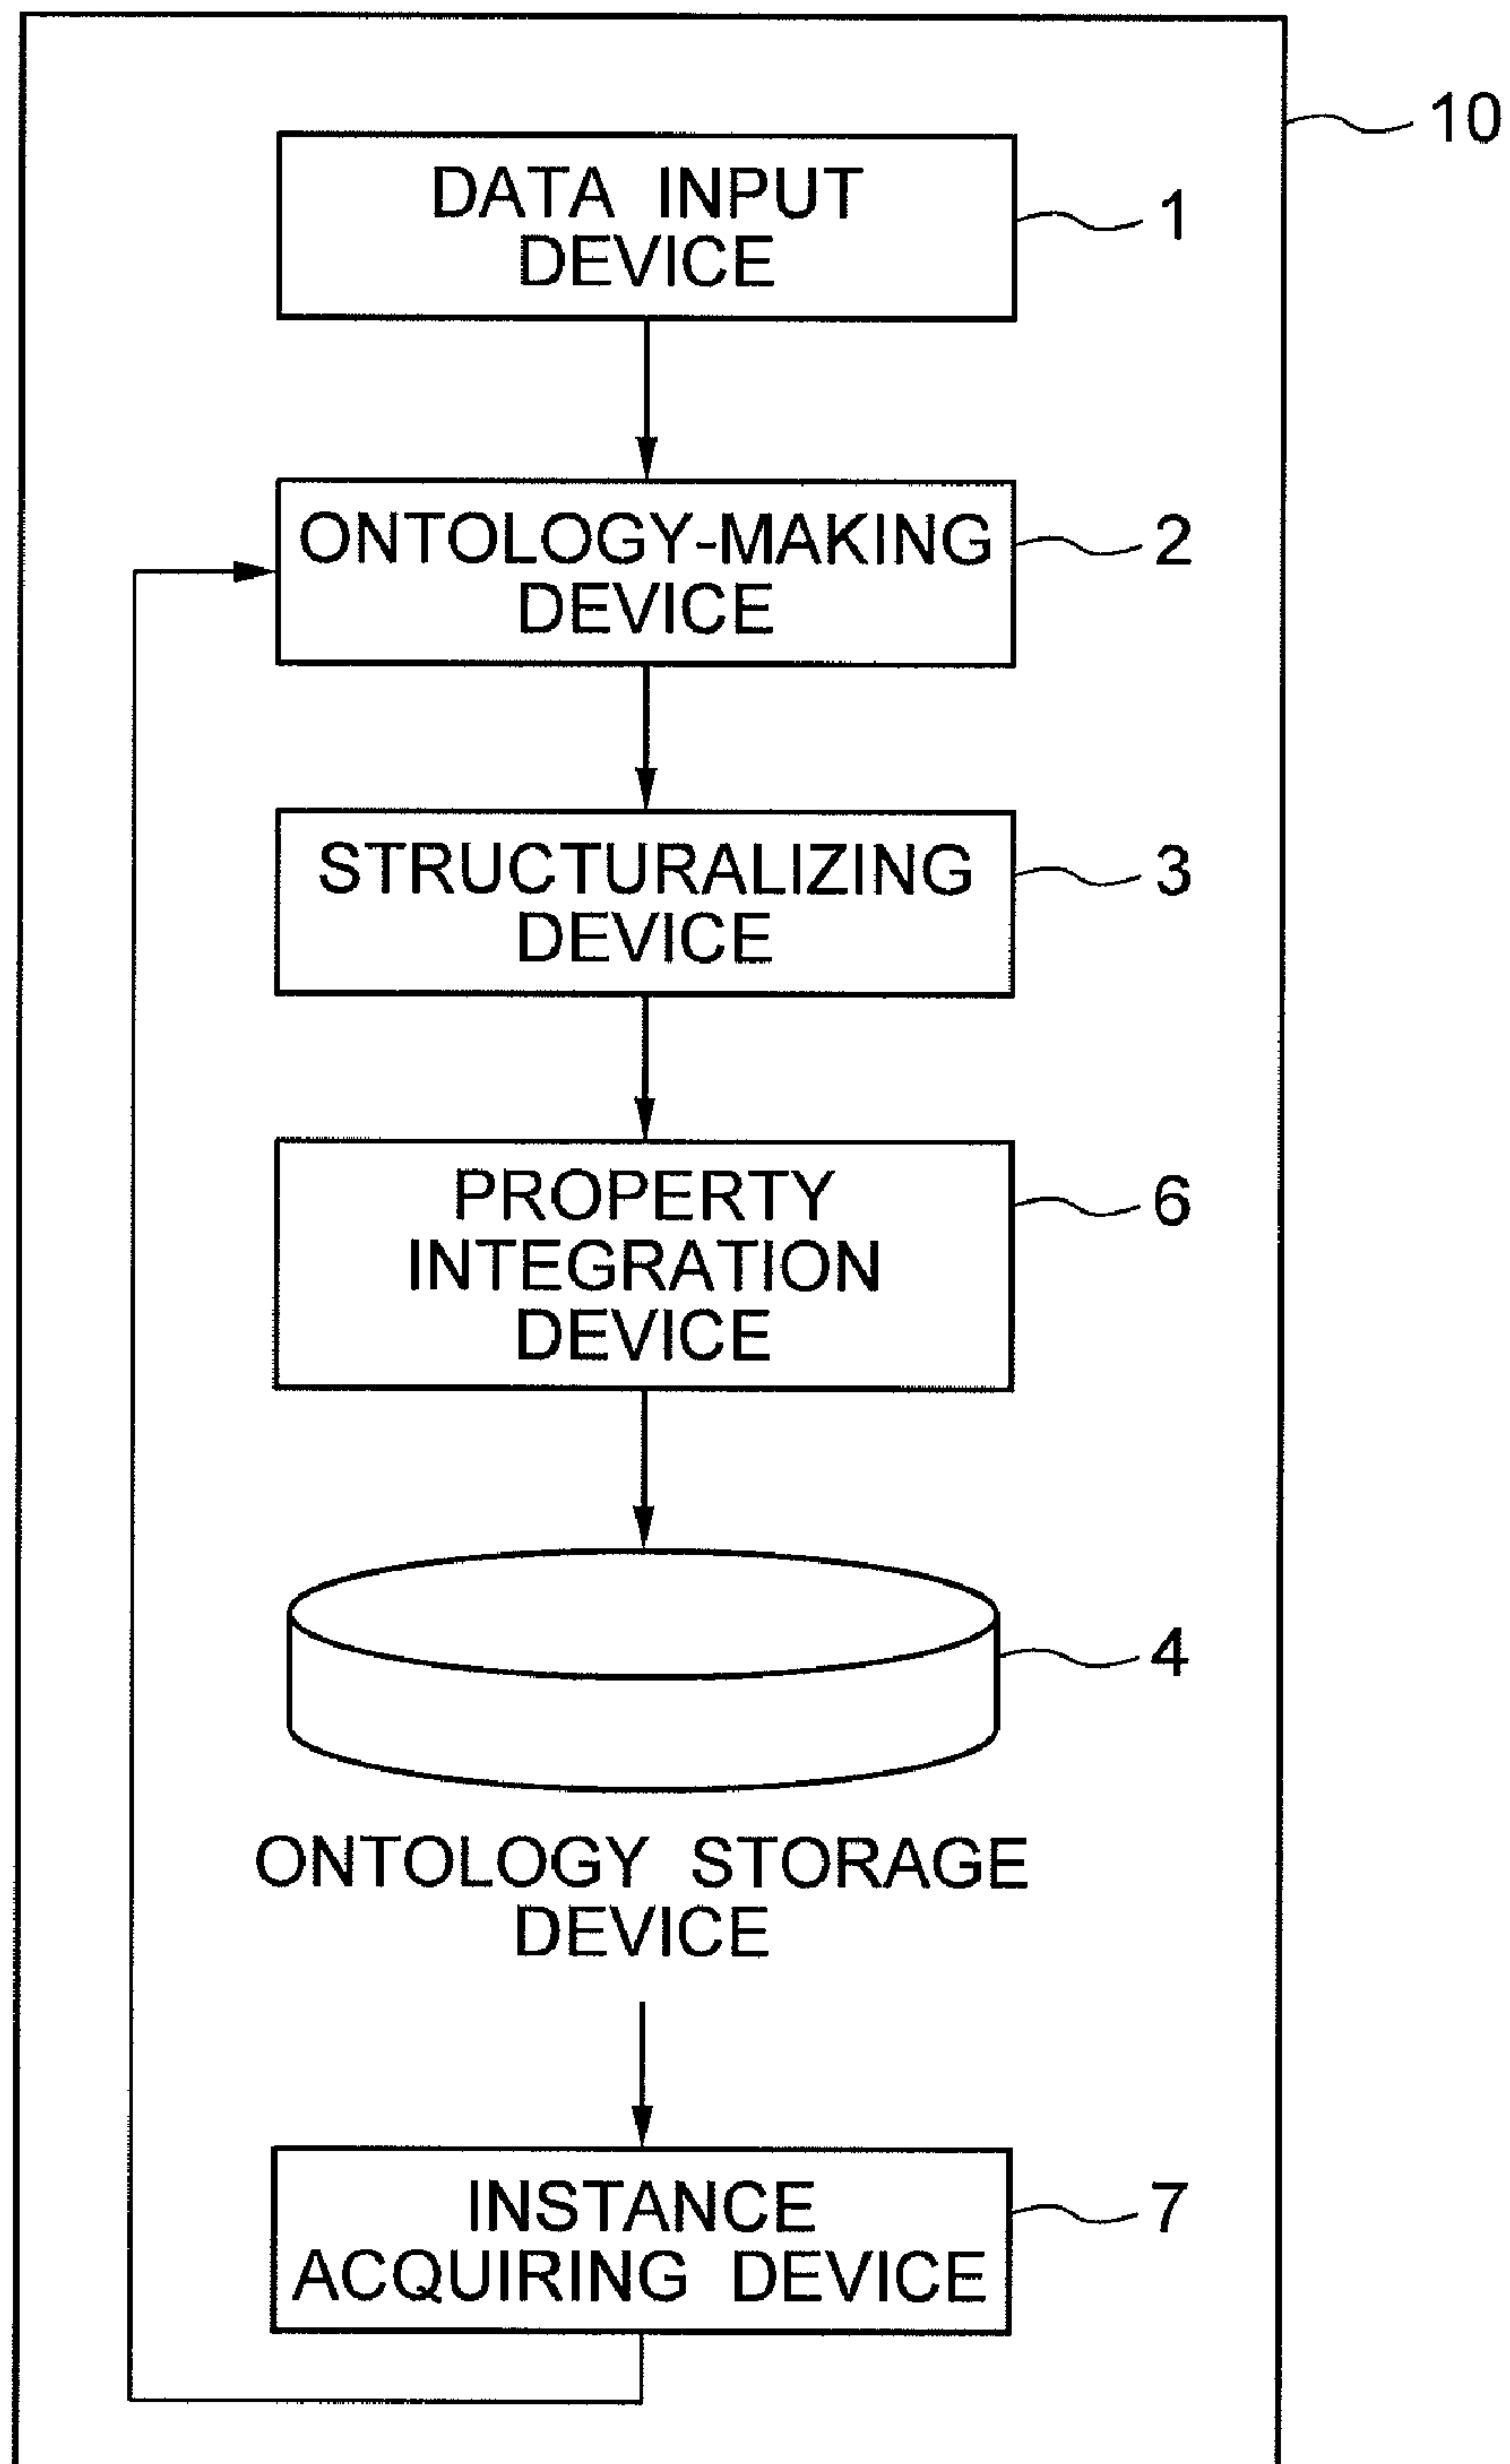 10
DATA INPUT
DEVICE
1
ONTOLOGY-MAKING
DEVICE
2
STRUCTURALIZING
DEVICE
3
PROPERTY
INTEGRATION
DEVICE
6
4
ONTOLOGY STORAGE
DEVICE
INSTANCE
ACQUIRING DEVICE
7